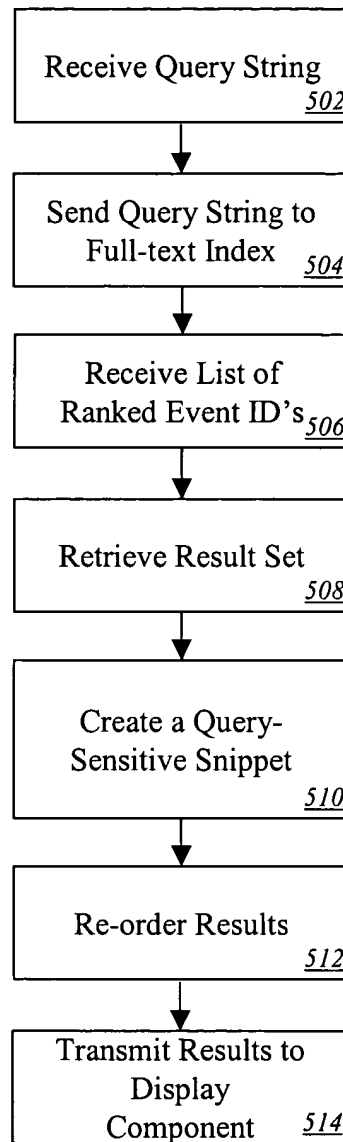 Receive Query String
502
Send Query String to
Full-text Index
504
Receive List of
Ranked Event ID's
506
Retrieve Result Set
508
Create a Query-
Sensitive Snippet
510
Re-order Results
512
Transmit Results to
Display
Component
514